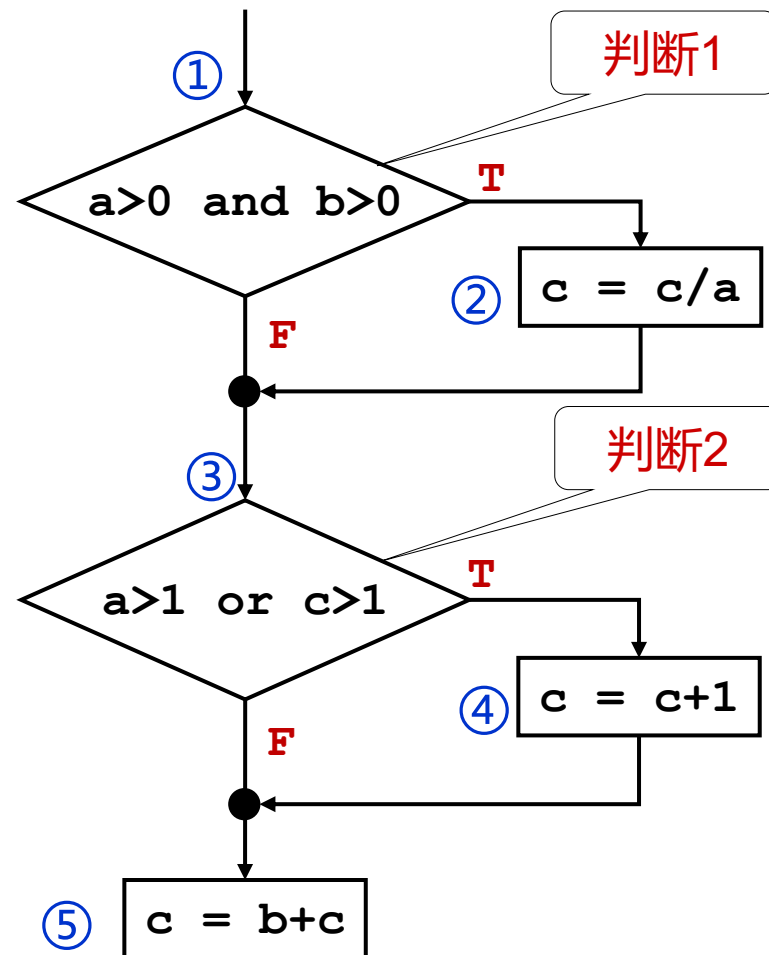 ①
判断1
a>0 and b>0
T
②
c = c/a
F
③
判断2
a>1 or c>1
T
④
c = c+1
F
⑤
c = b+c